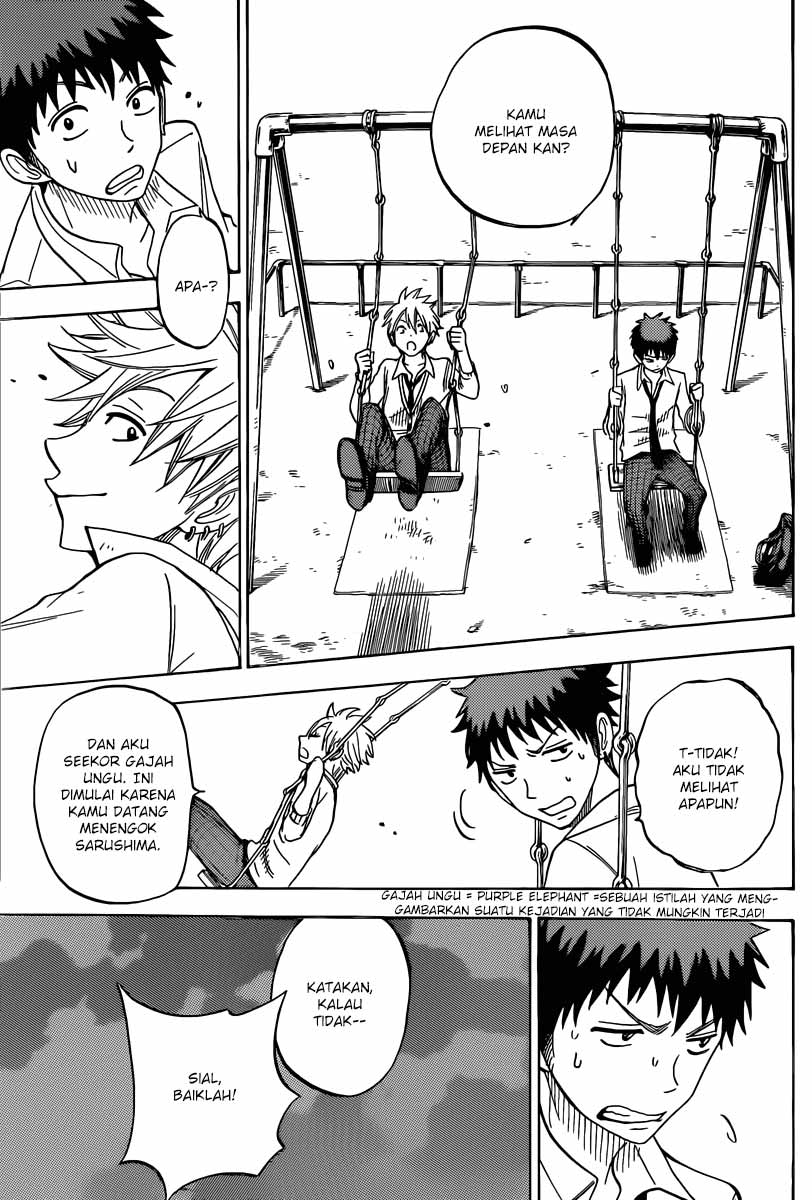 KAMU
MELIHAT MASA
DEPAN KAN?
APA-?
T-TIDAK!
AKU TIDAK
MELIHAT
APAPUN!
DAN AKU
SEEKOR GAJAH
UNGU. INI
DIMULAI KARENA
KAMU DATANG
MENENGOK
SARUSHIMA.
GAJAH UNGU = PURPLE ELEPHANT =SEBUAH ISTILAH YANG MENG-
GAMBARKAN SUATU KEJADIAN YANG TIDAK MUNGKIN TERJADI
KATAKAN,
KALAU
TIDAK--
SIAL,
BAIKLAH!